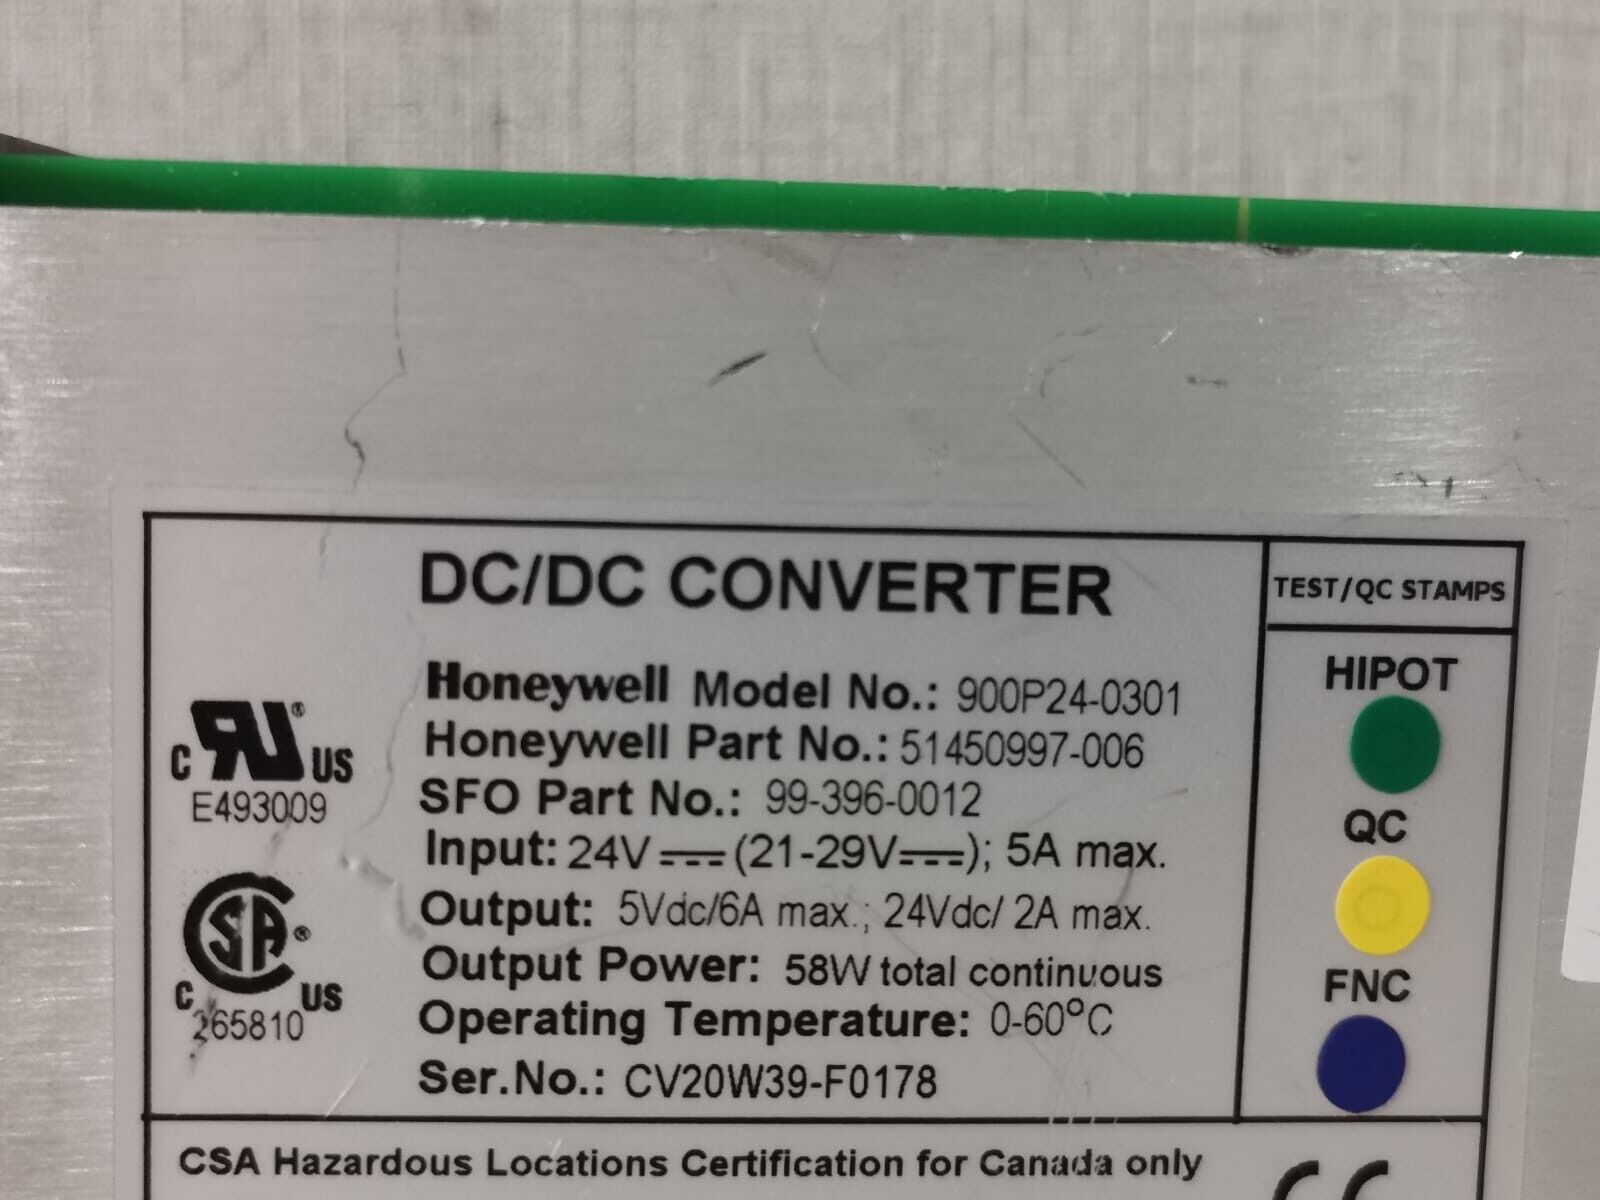 DC/DC CONVERTER
Honeywell Model No.: 900P24-0301
Honeywell Part No.: 51450997-006
SFO Part No.: 99-396-0012
Input: 24V ⎓ (21-29V⎓); 5A max.
Output: 5Vdc/6A max.; 24Vdc/ 2A max.
Output Power: 58W total continuous
Operating Temperature: 0-60°C
Ser.No.: CV20W39-F0178
C RU® US
E493009
CSA®
C US
265810
TEST/QC STAMPS
HIPOT
QC
FNC
CSA Hazardous Locations Certification for Canada only
CE